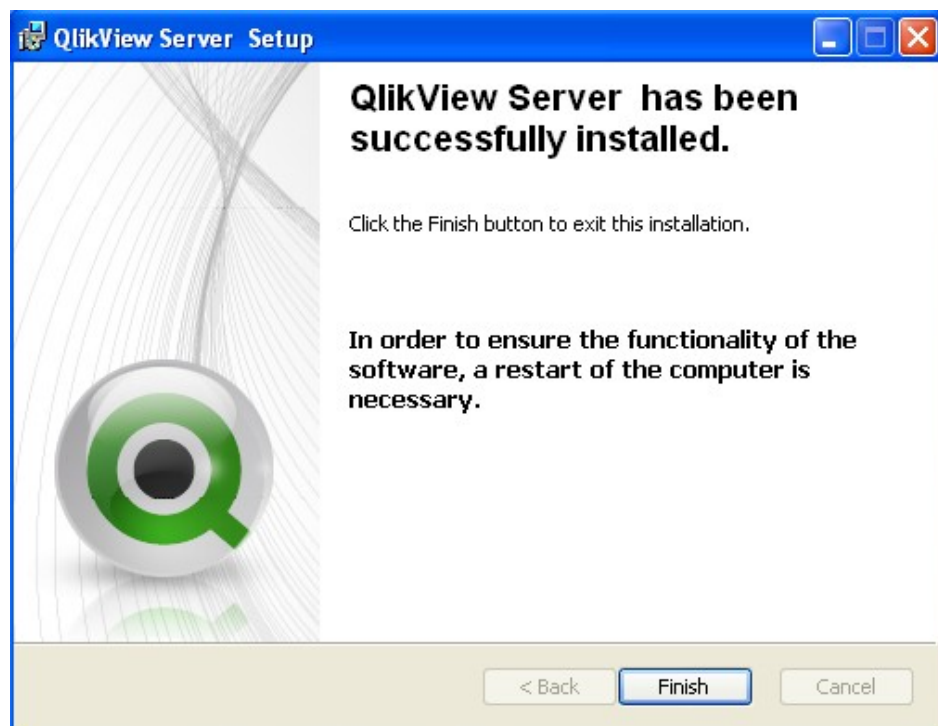 QlikView Server Setup
QlikView Server has been
successfully installed.
Click the Finish button to exit this installation.
In order to ensure the functionality of the
software, a restart of the computer is
necessary.
< Back Finish Cancel